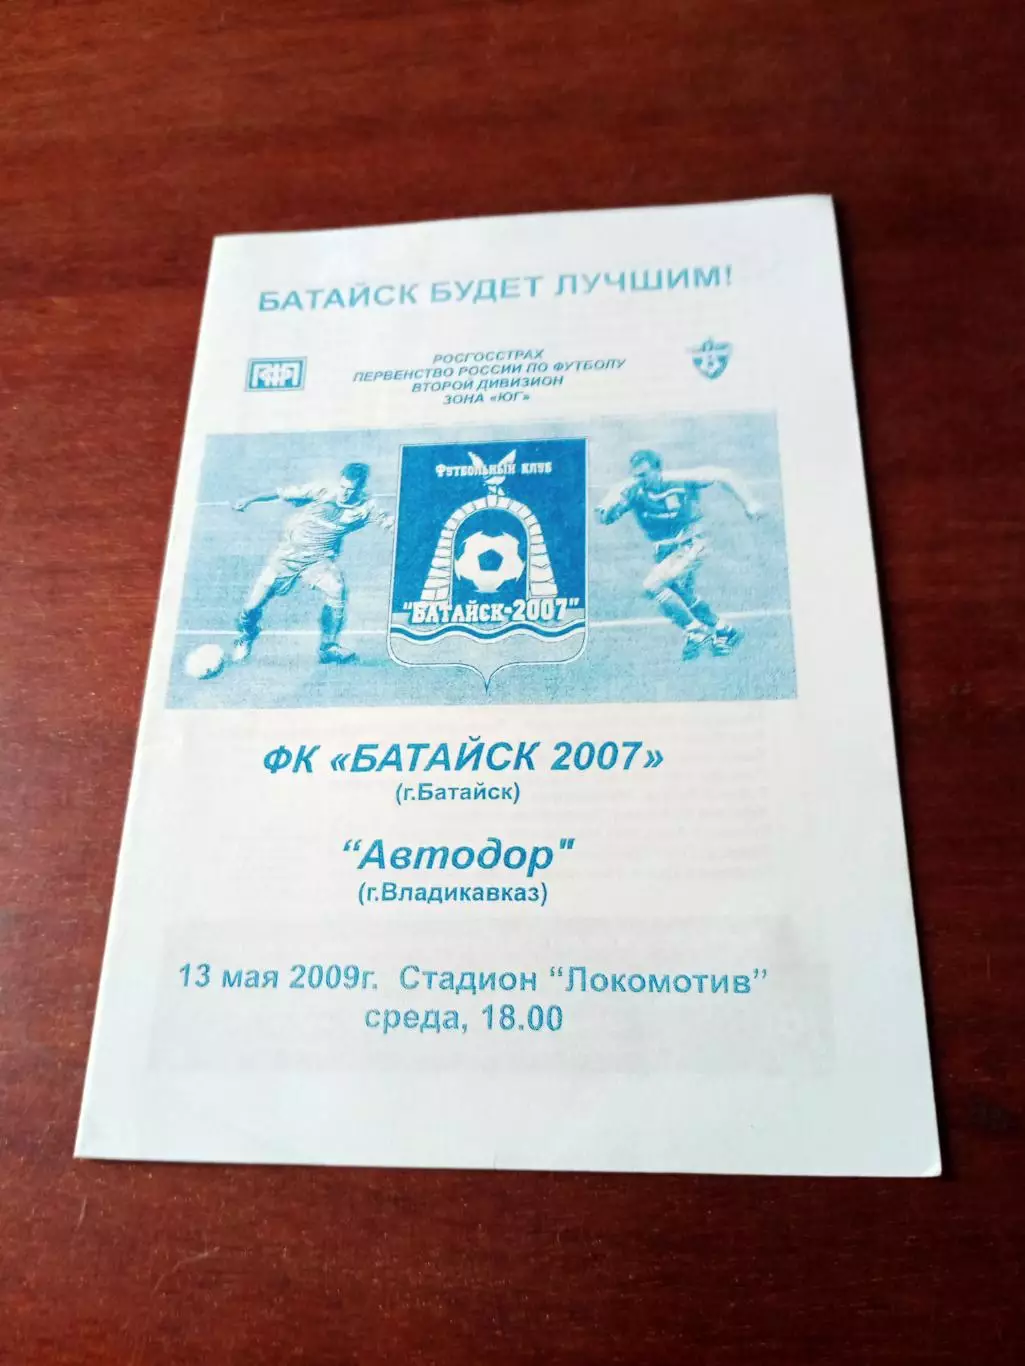 БАТАЙСК БУДЕТ ЛУЧШИМ!
РОСГОССТРАХ
ПЕРВЕНСТВО РОССИИ ПО ФУТБОЛУ
ВТОРОЙ ДИВИЗИОН
ЗОНА «ЮГ»
ФУТБОЛЬНЫЙ КЛУБ
"БАТАЙСК-2007"
ФК «БАТАЙСК 2007»
(г.Батайск)
“Автодор"
(г.Владикавказ)
13 мая 2009г. Стадион “Локомотив”
среда, 18.00